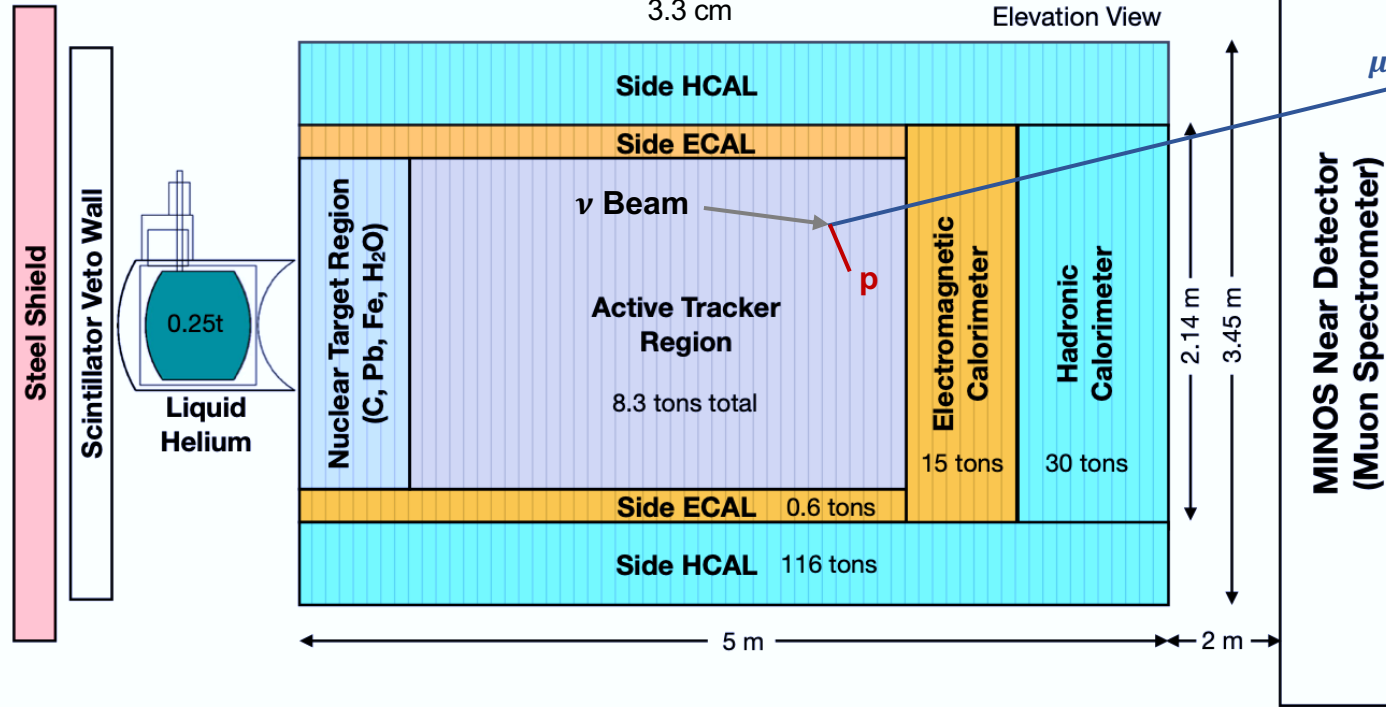 3.3 cm
Elevation View
Side HCAL
μ
Side ECAL
ν Beam
p
Steel Shield
Scintillator Veto Wall
0.25t
Liquid
Helium
Nuclear Target Region
(C, Pb, Fe, H₂O)
Active Tracker
Region
8.3 tons total
Electromagnetic
Calorimeter
15 tons
Hadronic
Calorimeter
30 tons
2.14 m
3.45 m
MINOS Near Detector
(Muon Spectrometer)
Side ECAL 0.6 tons
Side HCAL 116 tons
5 m
2 m